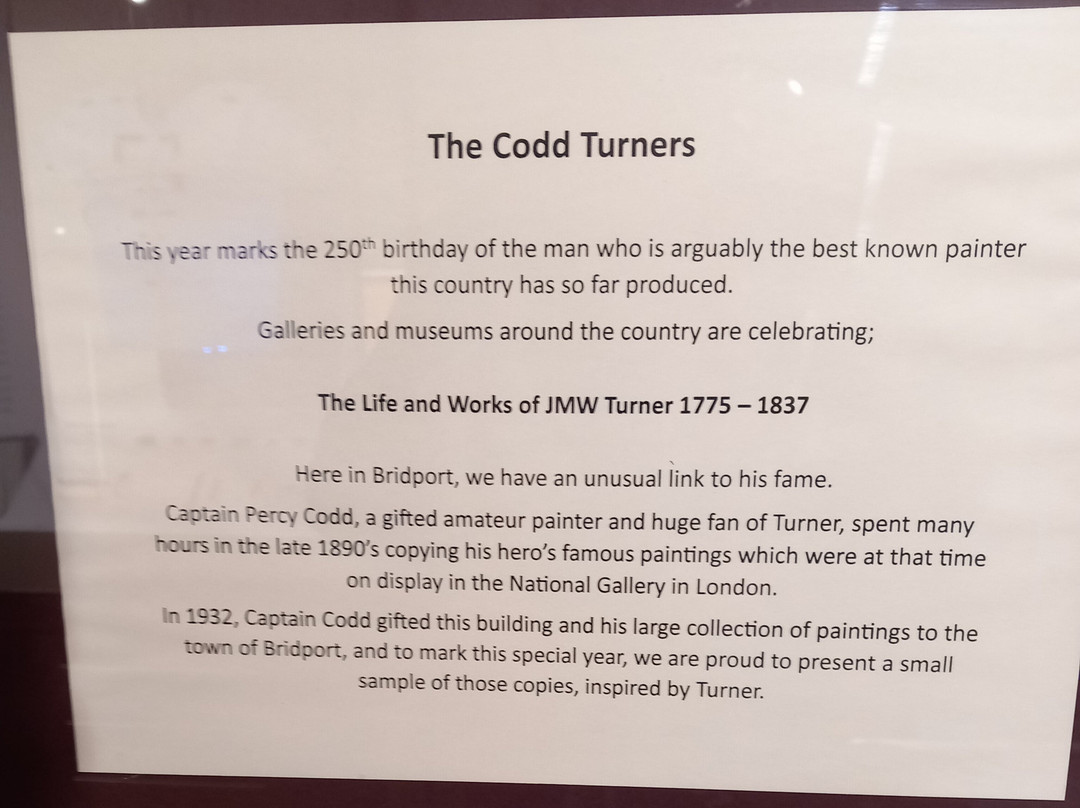 The Codd Turners
This year marks the 250th birthday of the man who is arguably the best known painter
this country has so far produced.
Galleries and museums around the country are celebrating;
The Life and Works of JMW Turner 1775 – 1837
Here in Bridport, we have an unusual link to his fame.
Captain Percy Codd, a gifted amateur painter and huge fan of Turner, spent many
hours in the late 1890’s copying his hero’s famous paintings which were at that time
on display in the National Gallery in London.
In 1932, Captain Codd gifted this building and his large collection of paintings to the
town of Bridport, and to mark this special year, we are proud to present a small
sample of those copies, inspired by Turner.